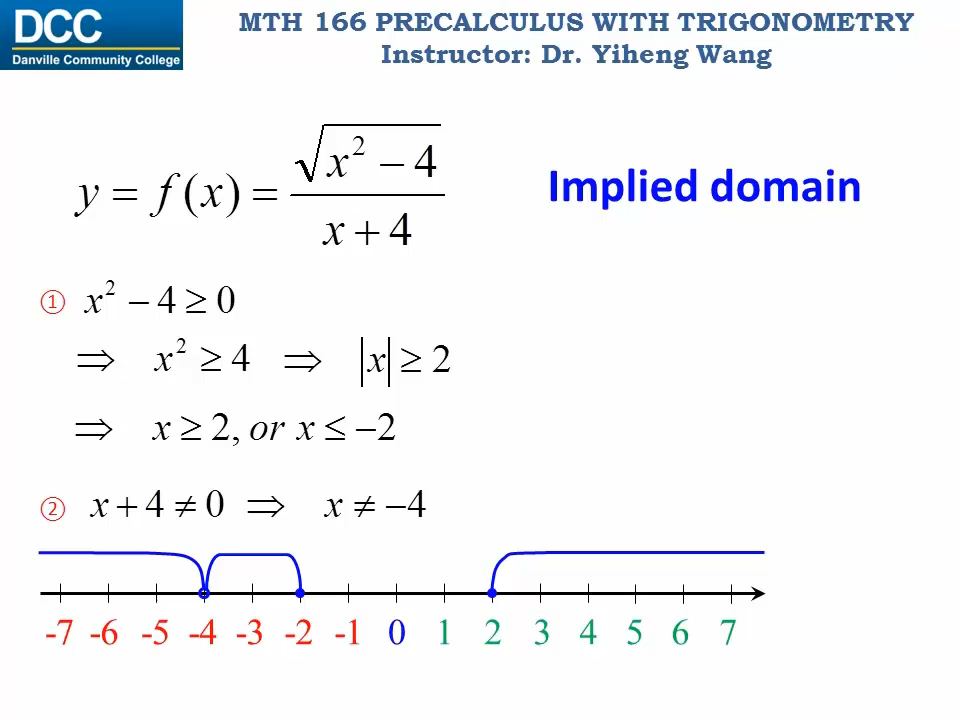 DCC
Danville Community College
MTH 166 PRECALCULUS WITH TRIGONOMETRY
Instructor: Dr. Yiheng Wang
y = f(x) = √(x² − 4) / (x + 4)
Implied domain
① x² − 4 ≥ 0
⇒ x² ≥ 4 ⇒ |x| ≥ 2
⇒ x ≥ 2, or x ≤ −2
② x + 4 ≠ 0 ⇒ x ≠ −4
-7 -6 -5 -4 -3 -2 -1 0 1 2 3 4 5 6 7